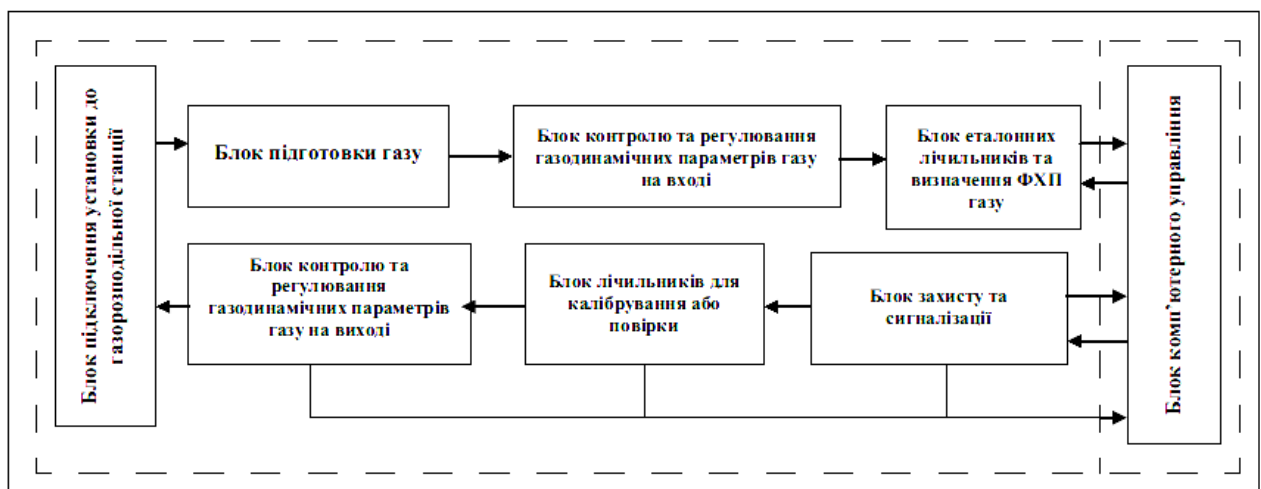 Блок підключення установки до
газорозподільної станції
Блок підготовки газу
Блок контролю та регулювання
газодинамічних параметрів газу
на вході
Блок еталонних
лічильників та
визначення ФХП
газу
Блок комп’ютерного управління
Блок контролю та
регулювання
газодинамічних параметрів
газу на виході
Блок лічильників для
калібрування або
повірки
Блок захисту та
сигналізації